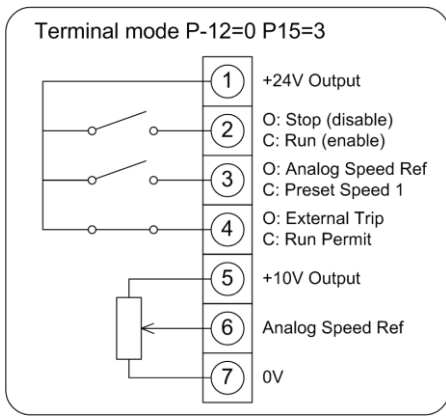 Terminal mode P-12=0 P15=3
1 +24V Output
2 O: Stop (disable)
C: Run (enable)
3 O: Analog Speed Ref
C: Preset Speed 1
4 O: External Trip
C: Run Permit
5 +10V Output
6 Analog Speed Ref
7 0V